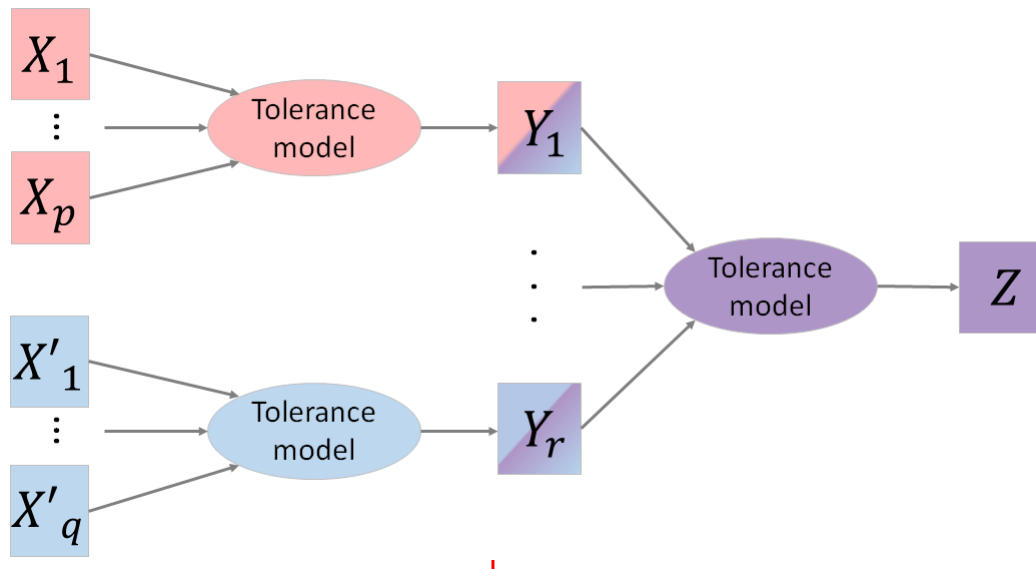 X₁
⋮
Xₚ
Tolerance
model
Y₁
X'₁
⋮
X'q
Tolerance
model
Yᵣ
⋮
Tolerance
model
Z